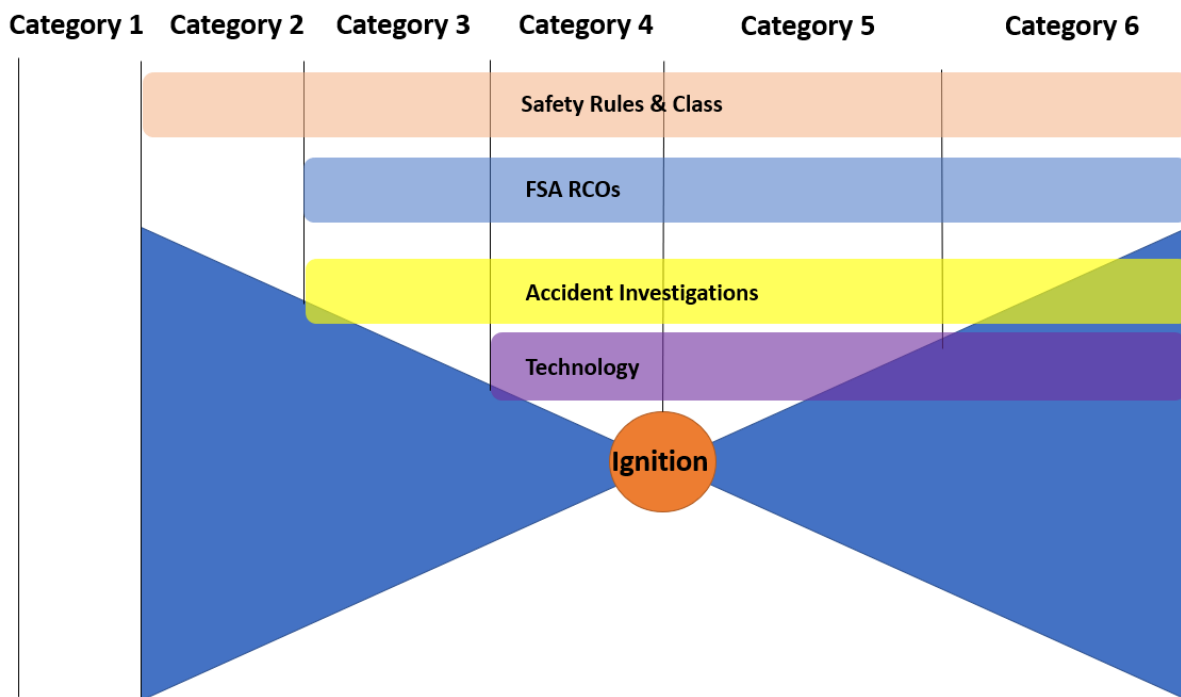 Category 1 Category 2 Category 3 Category 4 Category 5 Category 6
Safety Rules & Class
FSA RCOs
Accident Investigations
Technology
Ignition